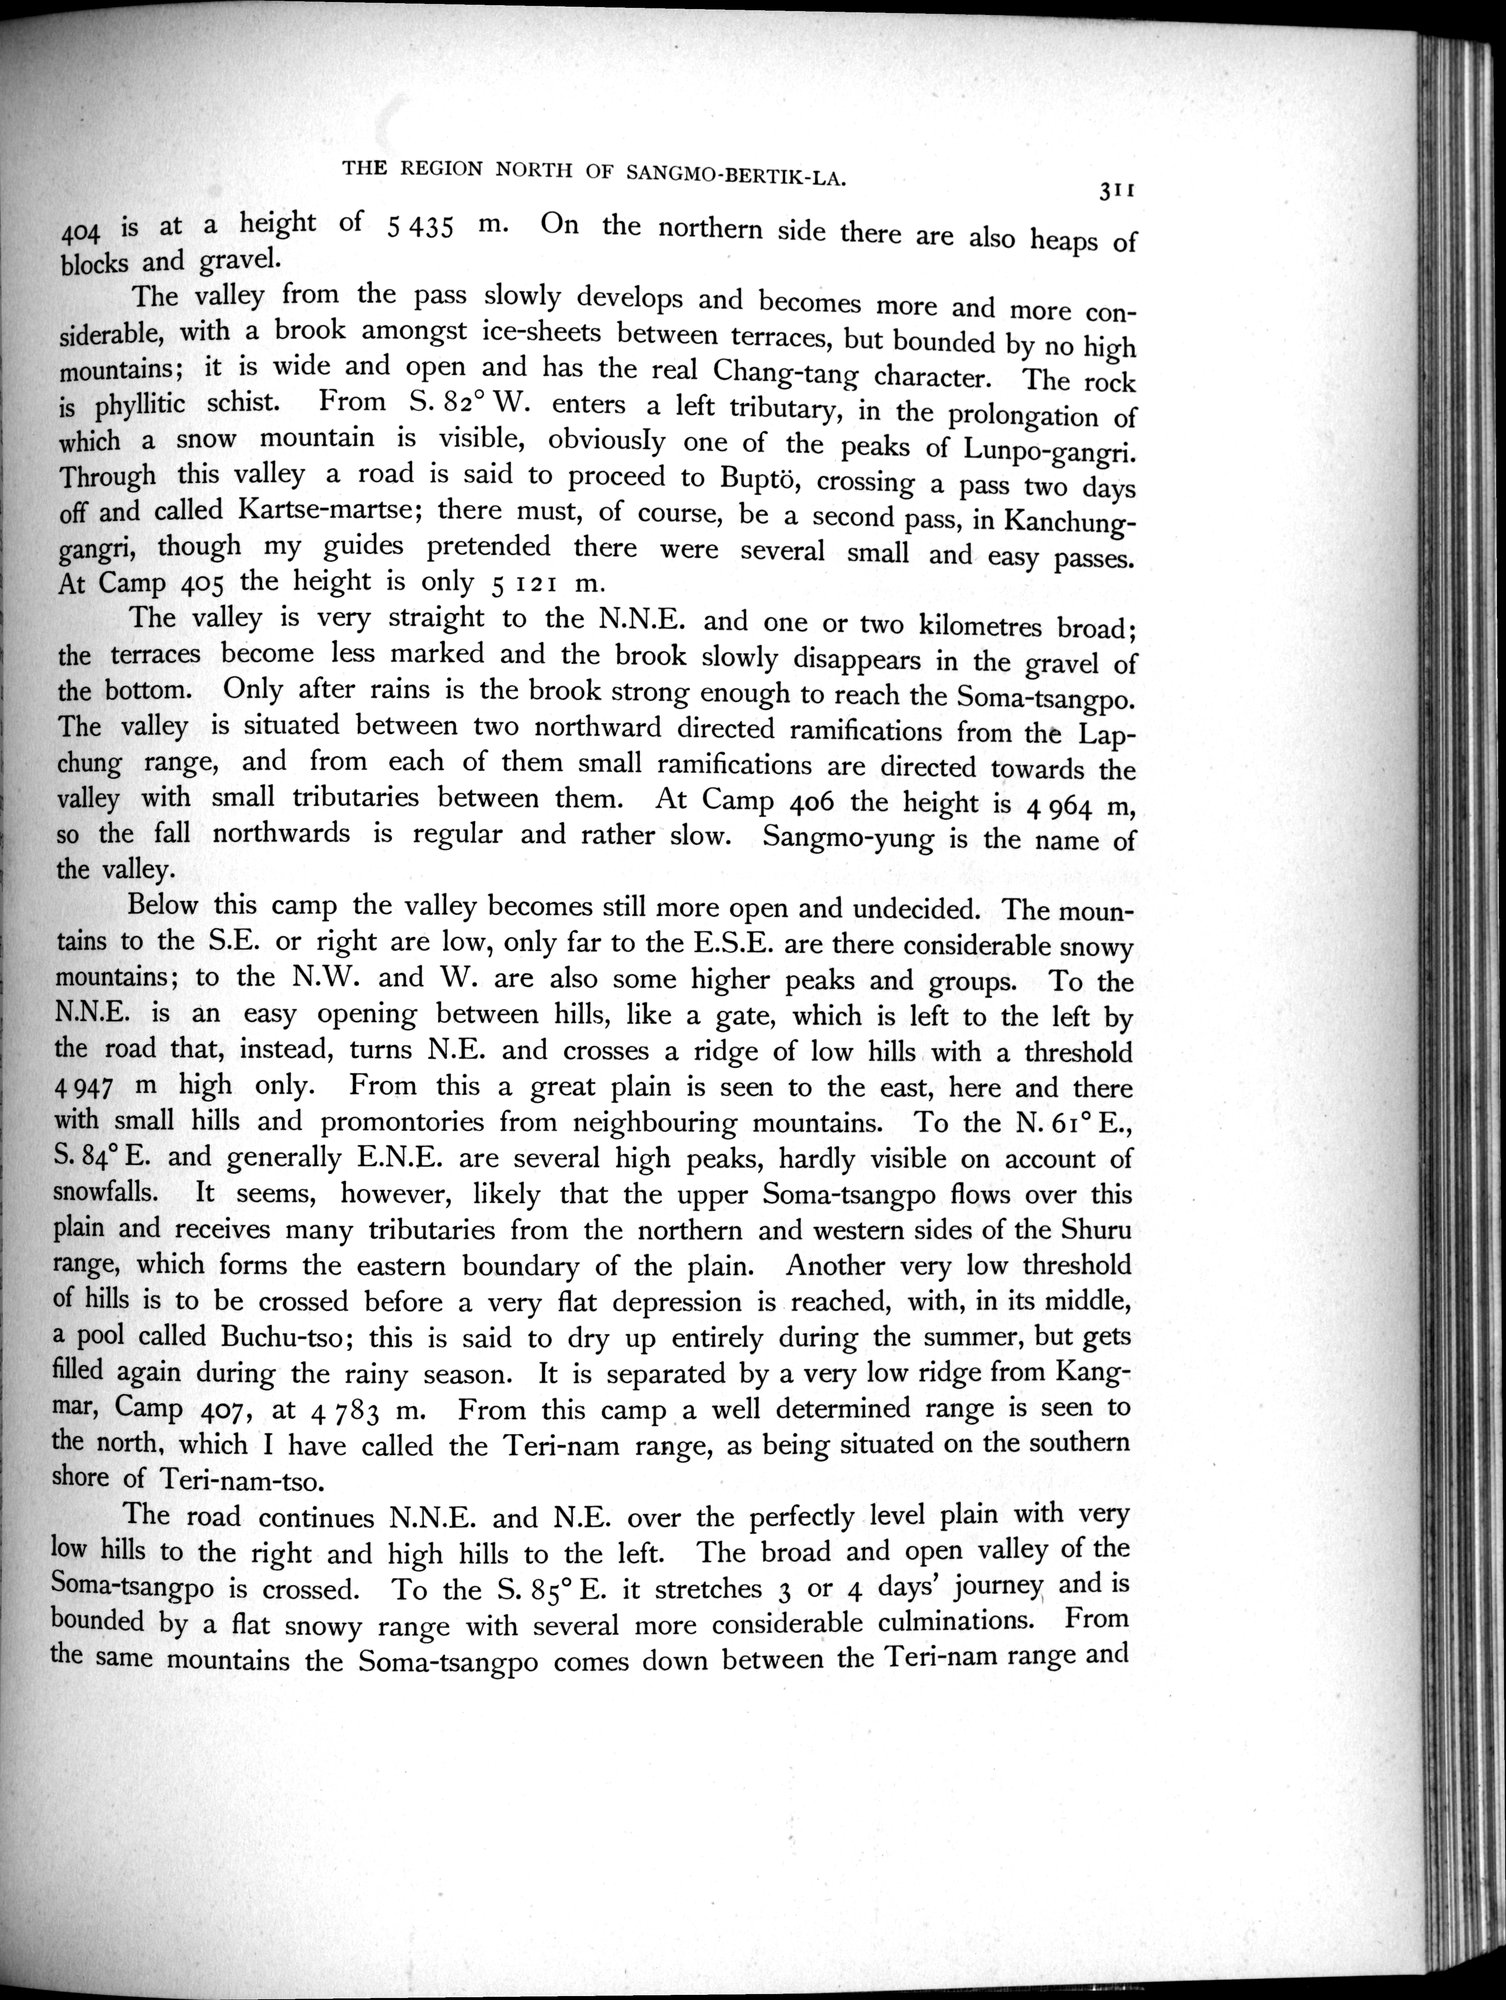 THE REGION NORTH OF SANGMO-BERTIK-LA.
311
404 is at a height of 5 435 m. On the northern side there are also heaps of
blocks and gravel.
The valley from the pass slowly develops and becomes more and more con-
siderable, with a brook amongst ice-sheets between terraces, but bounded by no high
mountains; it is wide and open and has the real Chang-tang character. The rock
is phyllitic schist. From S. 82° W. enters a left tributary, in the prolongation of
which a snow mountain is visible, obviously one of the peaks of Lunpo-gangri.
Through this valley a road is said to proceed to Buptö, crossing a pass two days
off and called Kartse-martse; there must, of course, be a second pass, in Kanchung-
gangri, though my guides pretended there were several small and easy passes.
At Camp 405 the height is only 5 121 m.
The valley is very straight to the N.N.E. and one or two kilometres broad;
the terraces become less marked and the brook slowly disappears in the gravel of
the bottom. Only after rains is the brook strong enough to reach the Soma-tsangpo.
The valley is situated between two northward directed ramifications from the Lap-
chung range, and from each of them small ramifications are directed towards the
valley with small tributaries between them. At Camp 406 the height is 4 964 m,
so the fall northwards is regular and rather slow. Sangmo-yung is the name of
the valley.
Below this camp the valley becomes still more open and undecided. The moun-
tains to the S.E. or right are low, only far to the E.S.E. are there considerable snowy
mountains; to the N.W. and W. are also some higher peaks and groups. To the
N.N.E. is an easy opening between hills, like a gate, which is left to the left by
the road that, instead, turns N.E. and crosses a ridge of low hills with a threshold
4 947 m high only. From this a great plain is seen to the east, here and there
with small hills and promontories from neighbouring mountains. To the N. 61° E.,
S. 84° E. and generally E.N.E. are several high peaks, hardly visible on account of
snowfalls. It seems, however, likely that the upper Soma-tsangpo flows over this
plain and receives many tributaries from the northern and western sides of the Shuru
range, which forms the eastern boundary of the plain. Another very low threshold
of hills is to be crossed before a very flat depression is reached, with, in its middle,
a pool called Buchu-tso; this is said to dry up entirely during the summer, but gets
filled again during the rainy season. It is separated by a very low ridge from Kang-
mar, Camp 407, at 4 783 m. From this camp a well determined range is seen to
the north, which I have called the Teri-nam range, as being situated on the southern
shore of Teri-nam-tso.
The road continues N.N.E. and N.E. over the perfectly level plain with very
low hills to the right and high hills to the left. The broad and open valley of the
Soma-tsangpo is crossed. To the S. 85° E. it stretches 3 or 4 days’ journey and is
bounded by a flat snowy range with several more considerable culminations. From
the same mountains the Soma-tsangpo comes down between the Teri-nam range and